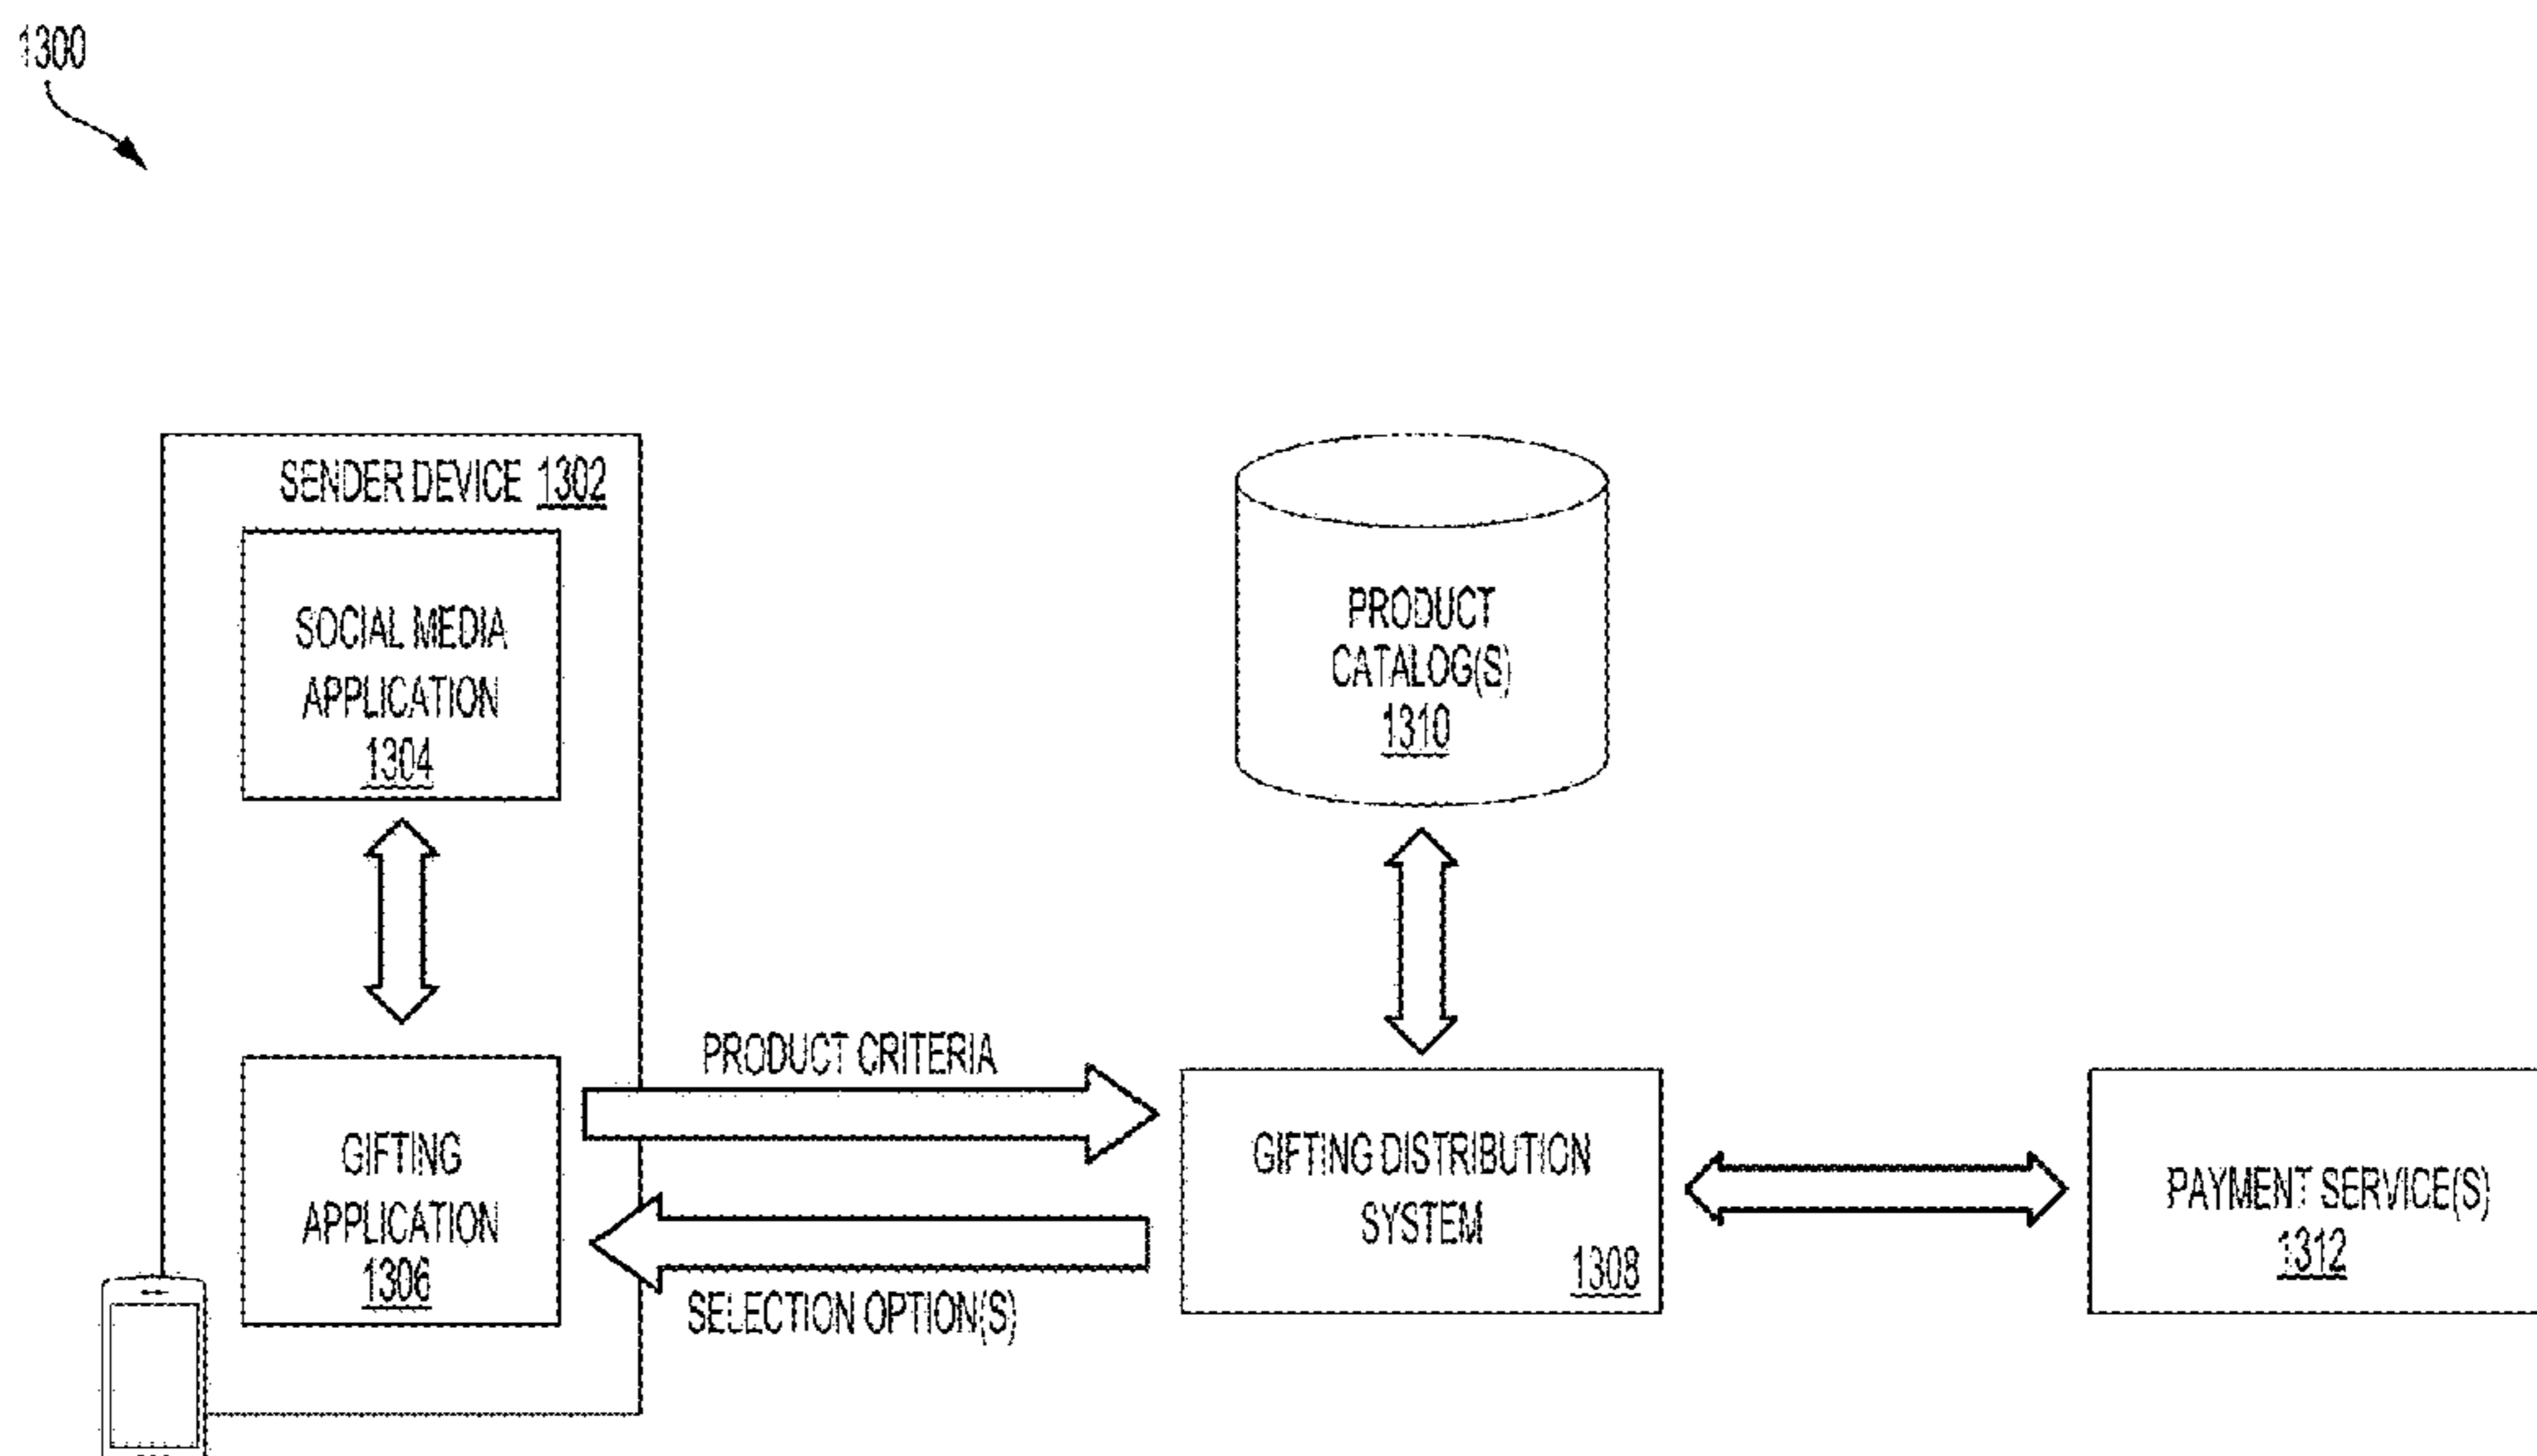 1300
SENDER DEVICE 1302
SOCIAL MEDIA
APPLICATION
1304
PRODUCT
CATALOG(S)
1310
PRODUCT CRITERIA
GIFTING
APPLICATION
1306
SELECTION OPTION(S)
GIFTING DISTRIBUTION
SYSTEM
1308
PAYMENT SERVICE(S)
1312